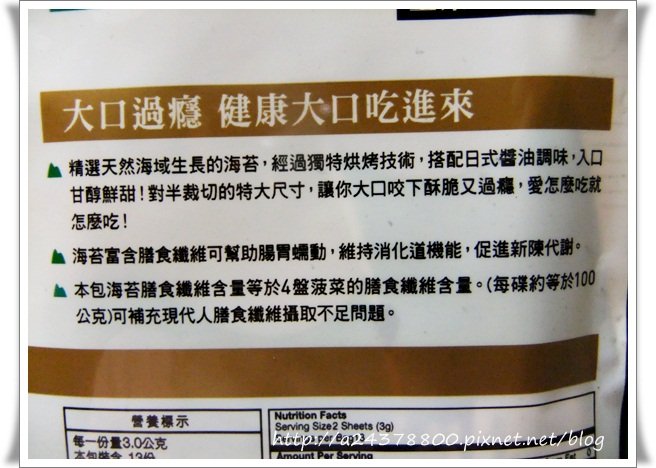 大口過癮 健康大口吃進來
精選天然海域生長的海苔，經過獨特烘烤技術，搭配日式醬油調味，入口
甘醇鮮甜！對半裁切的特大尺寸，讓你大口咬下酥脆又過癮，愛怎麼吃就
怎麼吃！
海苔富含膳食纖維可幫助腸胃蠕動，維持消化道機能，促進新陳代謝。
本包海苔膳食纖維含量等於4盤菠菜的膳食纖維含量。(每碟約等於100
公克)可補充現代人膳食纖維攝取不足問題。
營養標示
每一份量3.0公克
本包裝含 13份
Nutrition Facts
Serving Size2 Sheets (3g)
Amount Per Serving
http://a24378800.pixnet.net/blog